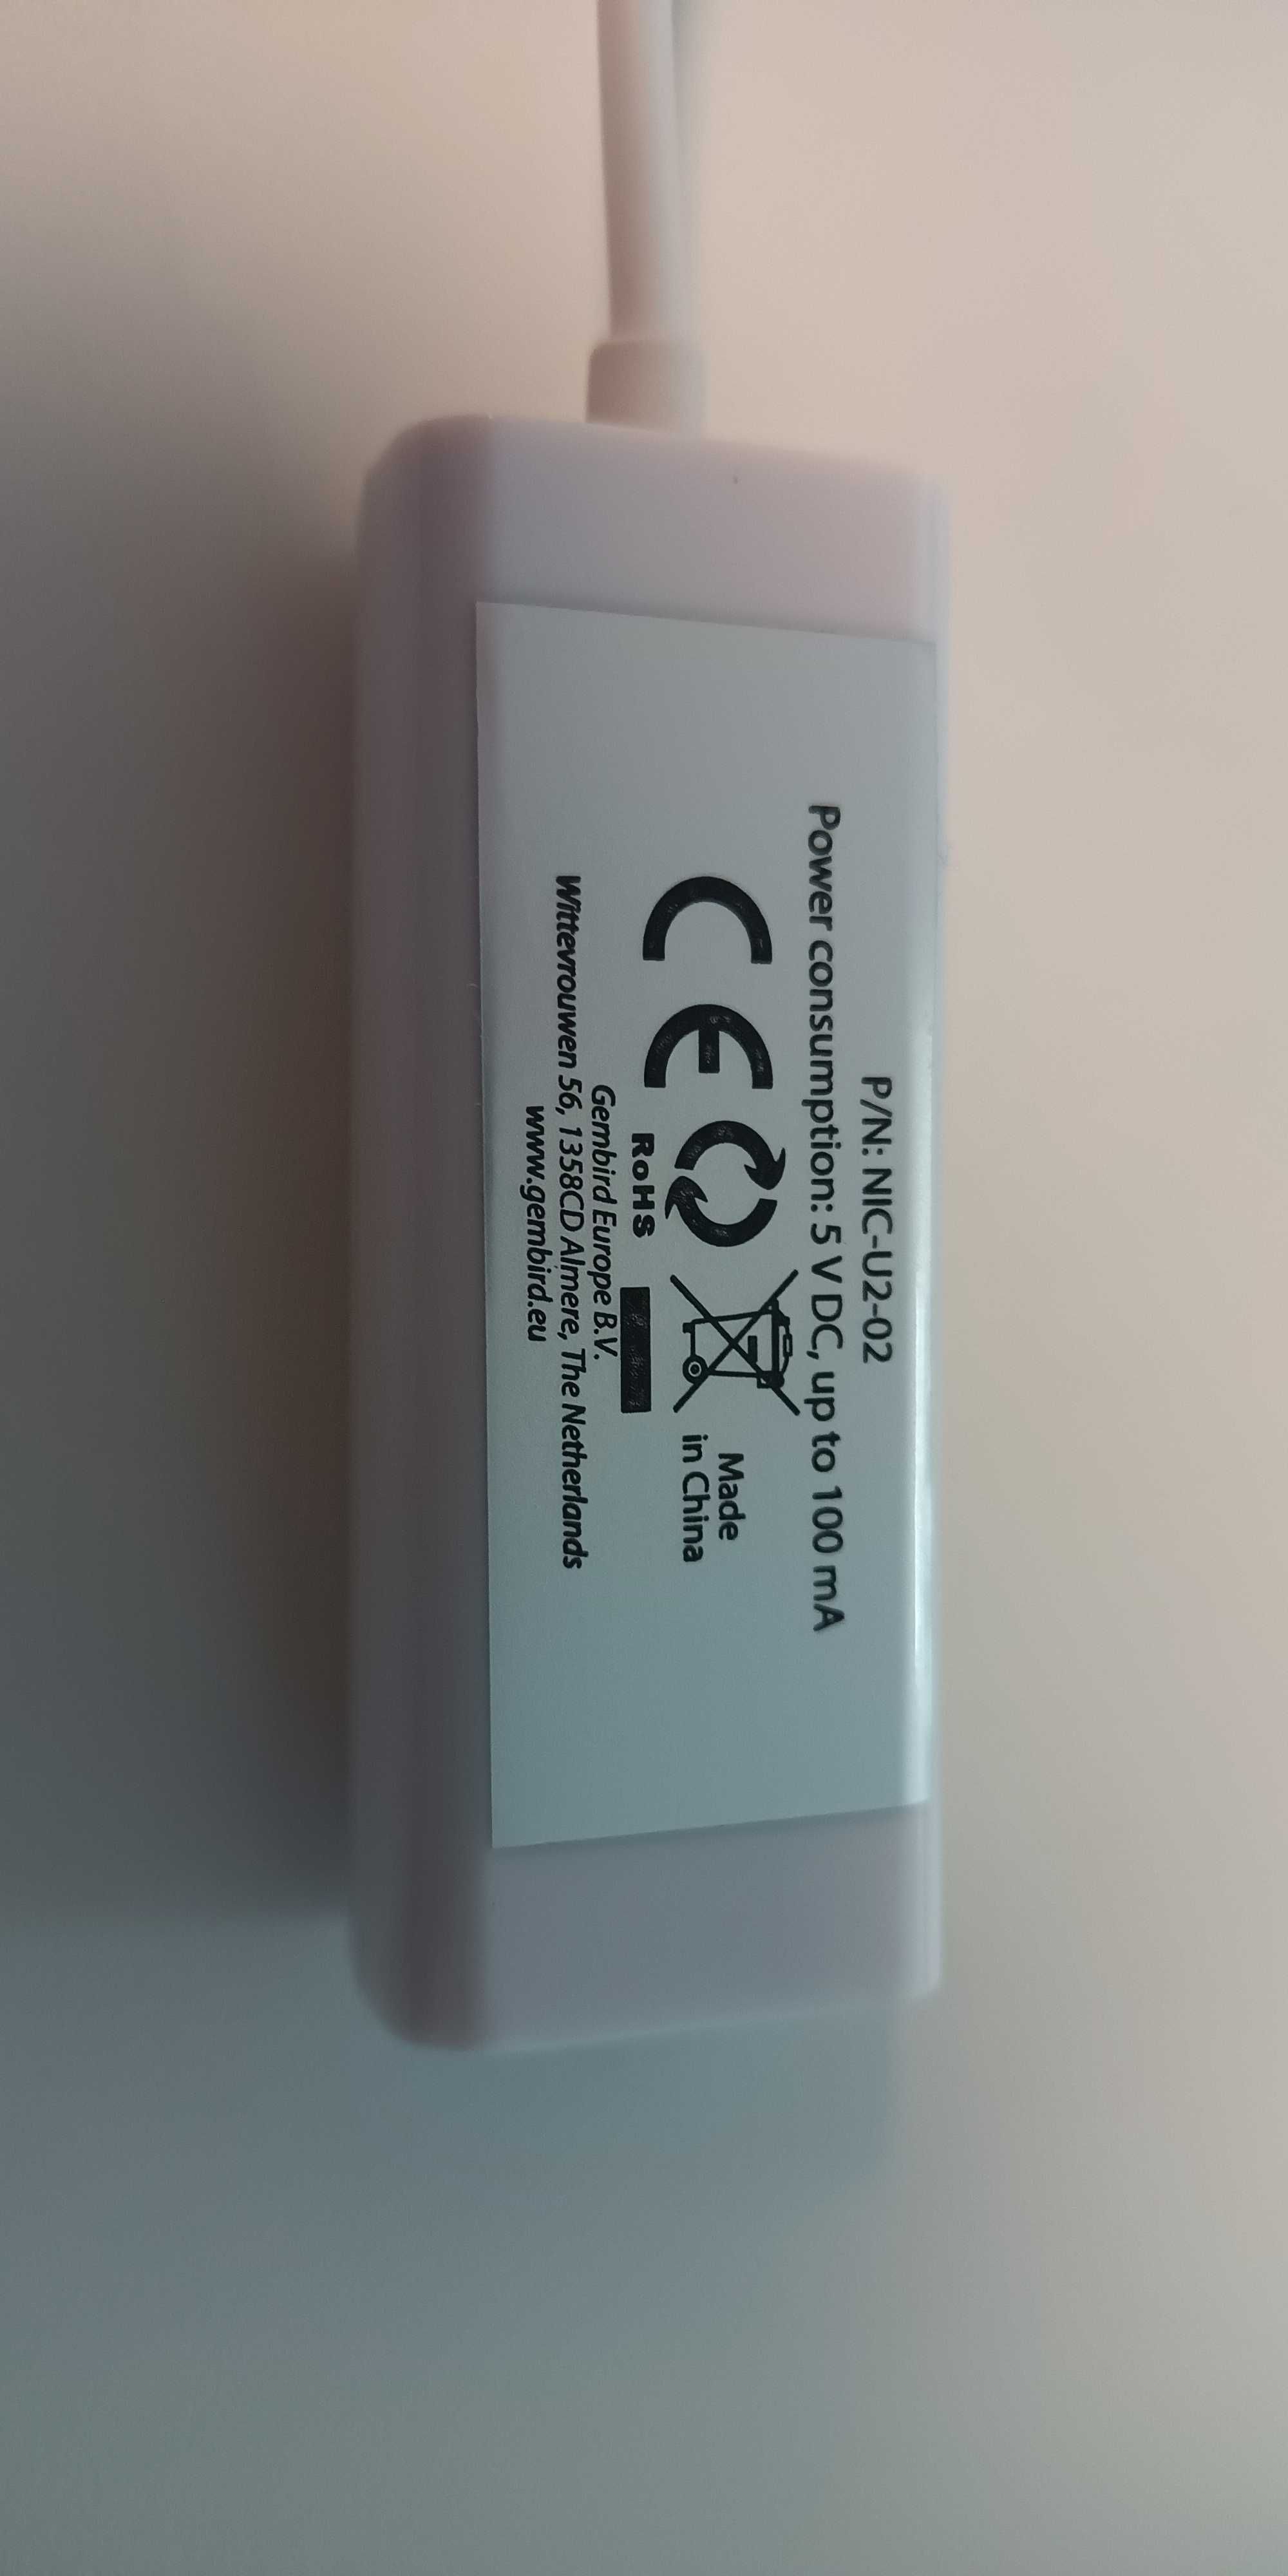 P/N: NIC-U2-02
Power consumption: 5 V DC, up to 100 mA
CE
RoHS
Made
in China
Gembird Europe B.V.
Wittevrouwen 56, 1358CD Almere, The Netherlands
www.gembird.eu